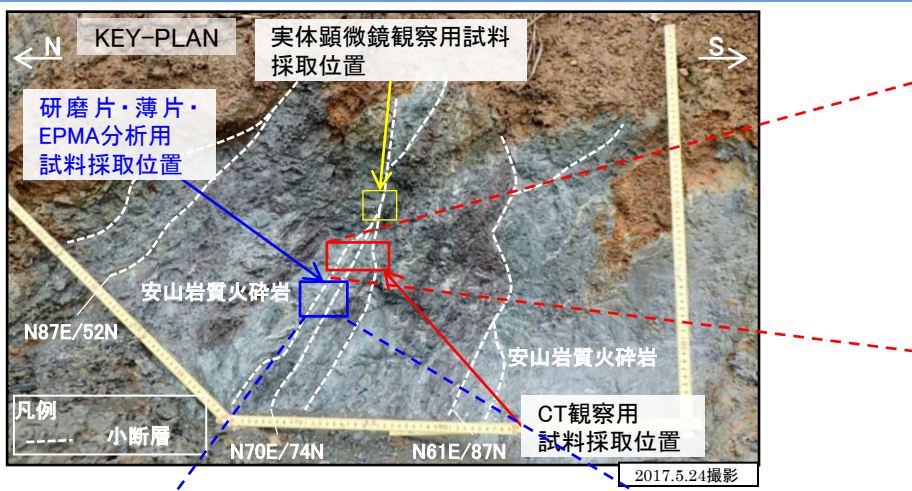 N
KEY-PLAN
実体顕微鏡観察用試料
採取位置
S
研磨片・薄片・
EPMA分析用
試料採取位置
安山岩質火砕岩
N87E/52N
安山岩質火砕岩
凡例
小断層
N70E/74N
N61E/87N
CT観察用
試料採取位置
2017.5.24撮影